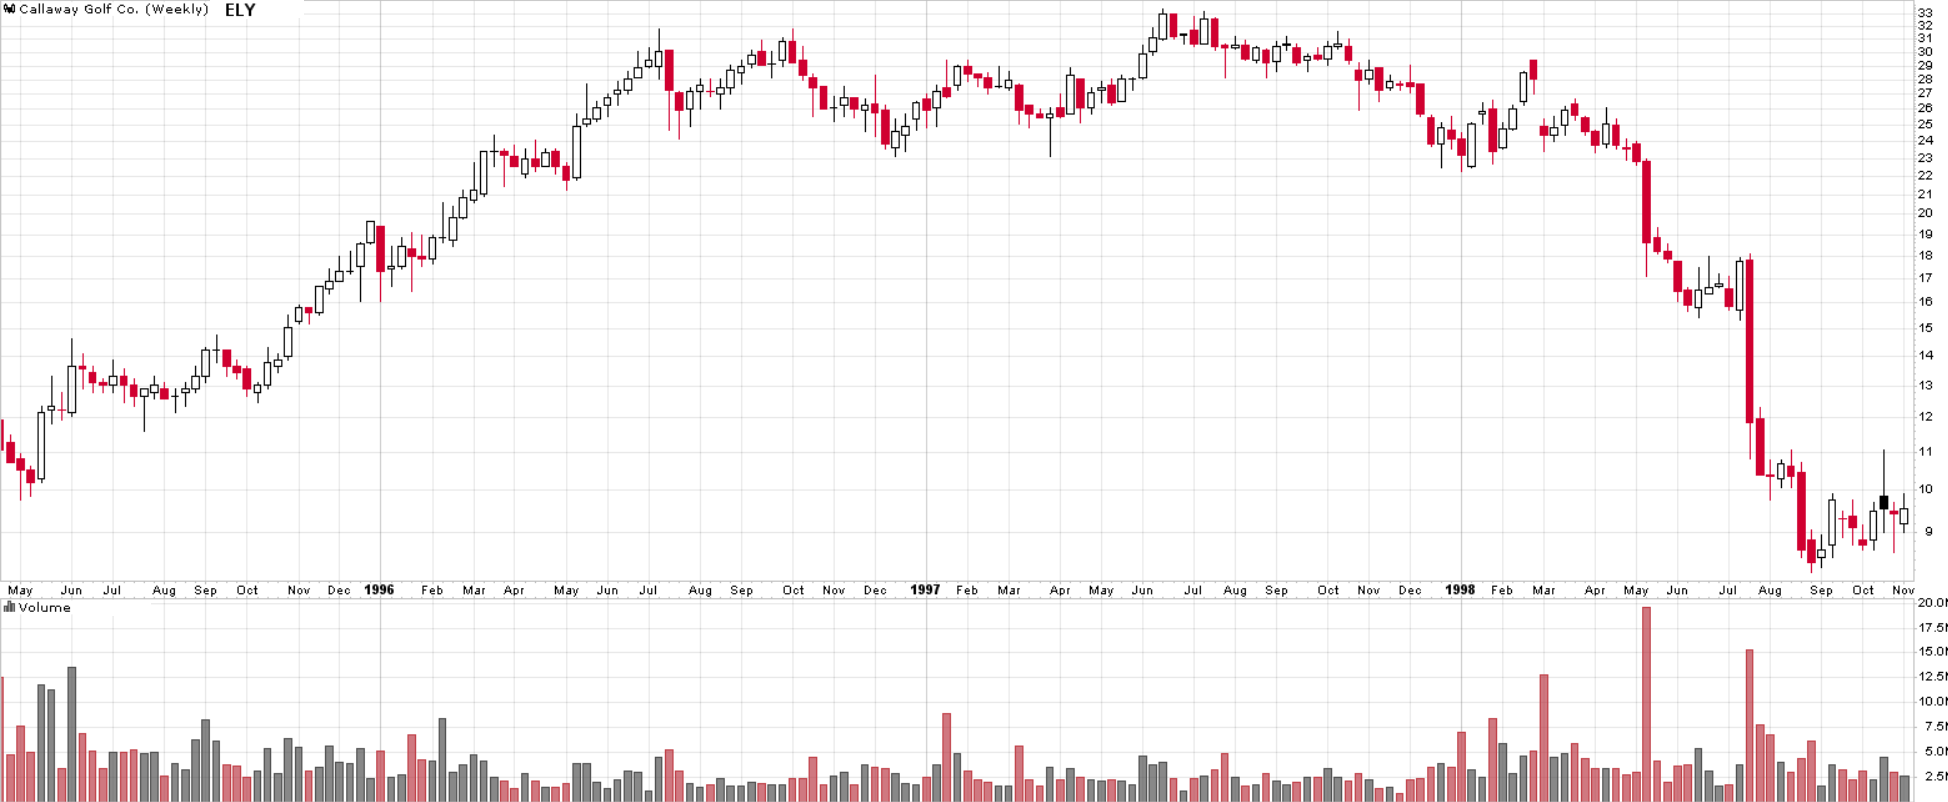 Callaway Golf Co. (Weekly) ELY
33
32
31
30
29
28
27
26
25
24
23
22
21
20
19
18
17
16
15
14
13
12
11
10
9
May Jun Jul Aug Sep Oct Nov Dec 1996 Feb Mar Apr May Jun Jul Aug Sep Oct Nov Dec 1997 Feb Mar Apr May Jun Jul Aug Sep Oct Nov Dec 1998 Feb Mar Apr May Jun Jul Aug Sep Oct Nov
Volume
20.0M
17.5M
15.0M
12.5M
10.0M
7.5M
5.0M
2.5M